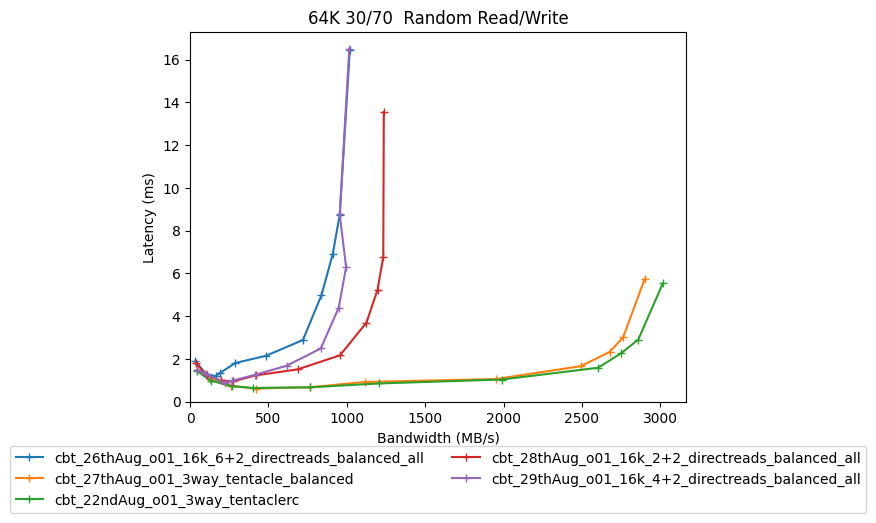 64K 30/70  Random Read/Write
16
14
12
10
8
6
4
2
0
Latency (ms)
0 500 1000 1500 2000 2500 3000
Bandwidth (MB/s)
cbt_26thAug_o01_16k_6+2_directreads_balanced_all
cbt_27thAug_o01_3way_tentacle_balanced
cbt_22ndAug_o01_3way_tentaclerc
cbt_28thAug_o01_16k_2+2_directreads_balanced_all
cbt_29thAug_o01_16k_4+2_directreads_balanced_all